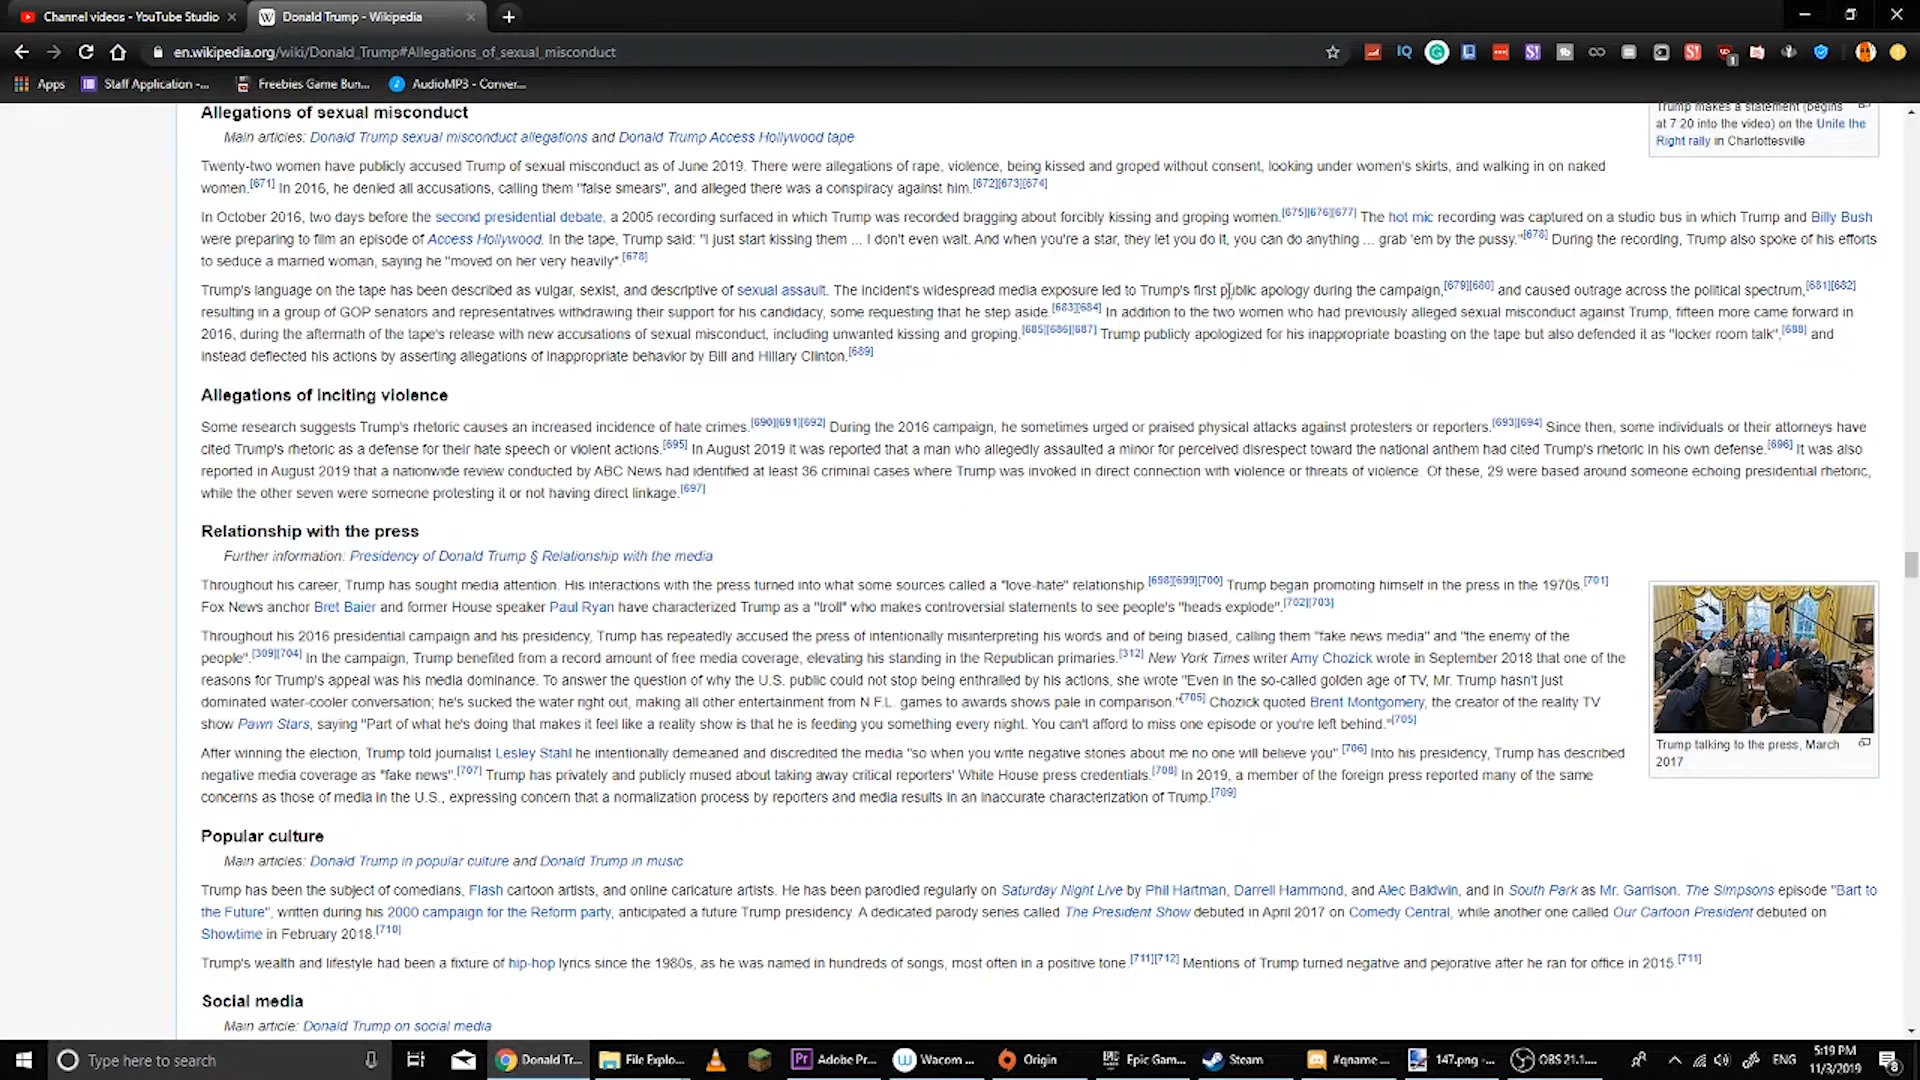 Channel videos - YouTube Studio
Donald Trump - Wikipedia
en.wikipedia.org/wiki/Donald_Trump#Allegations_of_sexual_misconduct
Apps Staff Application -... Freebies Game Bun... AudioMP3 - Conver...
Allegations of sexual misconduct
Main articles: Donald Trump sexual misconduct allegations and Donald Trump Access Hollywood tape
Trump makes a statement (begins
at 7:20 into the video) on the Unite the
Right rally in Charlottesville
Twenty-two women have publicly accused Trump of sexual misconduct as of June 2019. There were allegations of rape, violence, being kissed and groped without consent, looking under women's skirts, and walking in on naked
women.[671] In 2016, he denied all accusations, calling them "false smears", and alleged there was a conspiracy against him.[672][673][674]
In October 2016, two days before the second presidential debate, a 2005 recording surfaced in which Trump was recorded bragging about forcibly kissing and groping women.[675][676][677] The hot mic recording was captured on a studio bus in which Trump and Billy Bush
were preparing to film an episode of Access Hollywood. In the tape, Trump said: "I just start kissing them ... I don't even wait. And when you're a star, they let you do it, you can do anything ... grab 'em by the pussy."[678] During the recording, Trump also spoke of his efforts
to seduce a married woman, saying he "moved on her very heavily".[678]
Trump's language on the tape has been described as vulgar, sexist, and descriptive of sexual assault. The incident's widespread media exposure led to Trump's first public apology during the campaign,[679][680] and caused outrage across the political spectrum,[681][682]
resulting in a group of GOP senators and representatives withdrawing their support for his candidacy, some requesting that he step aside.[683][684] In addition to the two women who had previously alleged sexual misconduct against Trump, fifteen more came forward in
2016, during the aftermath of the tape's release with new accusations of sexual misconduct, including unwanted kissing and groping.[685][686][687] Trump publicly apologized for his inappropriate boasting on the tape but also defended it as "locker room talk",[688] and
instead deflected his actions by asserting allegations of inappropriate behavior by Bill and Hillary Clinton.[689]
Allegations of inciting violence
Some research suggests Trump's rhetoric causes an increased incidence of hate crimes.[690][691][692] During the 2016 campaign, he sometimes urged or praised physical attacks against protesters or reporters.[693][694] Since then, some individuals or their attorneys have
cited Trump's rhetoric as a defense for their hate speech or violent actions.[695] In August 2019 it was reported that a man who allegedly assaulted a minor for perceived disrespect toward the national anthem had cited Trump's rhetoric in his own defense.[696] It was also
reported in August 2019 that a nationwide review conducted by ABC News had identified at least 36 criminal cases where Trump was invoked in direct connection with violence or threats of violence. Of these, 29 were based around someone echoing presidential rhetoric,
while the other seven were someone protesting it or not having direct linkage.[697]
Relationship with the press
Further information: Presidency of Donald Trump § Relationship with the media
Throughout his career, Trump has sought media attention. His interactions with the press turned into what some sources called a "love-hate" relationship.[698][699][700] Trump began promoting himself in the press in the 1970s.[701]
Fox News anchor Bret Baier and former House speaker Paul Ryan have characterized Trump as a "troll" who makes controversial statements to see people's "heads explode".[702][703]
Throughout his 2016 presidential campaign and his presidency, Trump has repeatedly accused the press of intentionally misinterpreting his words and of being biased, calling them "fake news media" and "the enemy of the
people".[309][704] In the campaign, Trump benefited from a record amount of free media coverage, elevating his standing in the Republican primaries.[312] New York Times writer Amy Chozick wrote in September 2018 that one of the
reasons for Trump's appeal was his media dominance. To answer the question of why the U.S. public could not stop being enthralled by his actions, she wrote "Even in the so-called golden age of TV, Mr. Trump hasn't just
dominated water-cooler conversation; he's sucked the water right out, making all other entertainment from N.F.L. games to awards shows pale in comparison."[705] Chozick quoted Brent Montgomery, the creator of the reality TV
show Pawn Stars, saying "Part of what he's doing that makes it feel like a reality show is that he is feeding you something every night. You can't afford to miss one episode or you're left behind."[705]
Trump talking to the press, March
2017
After winning the election, Trump told journalist Lesley Stahl he intentionally demeaned and discredited the media "so when you write negative stories about me no one will believe you".[706] Into his presidency, Trump has described
negative media coverage as "fake news".[707] Trump has privately and publicly mused about taking away critical reporters' White House press credentials.[708] In 2019, a member of the foreign press reported many of the same
concerns as those of media in the U.S., expressing concern that a normalization process by reporters and media results in an inaccurate characterization of Trump.[709]
Popular culture
Main articles: Donald Trump in popular culture and Donald Trump in music
Trump has been the subject of comedians, Flash cartoon artists, and online caricature artists. He has been parodied regularly on Saturday Night Live by Phil Hartman, Darrell Hammond, and Alec Baldwin, and in South Park as Mr. Garrison. The Simpsons episode "Bart to
the Future", written during his 2000 campaign for the Reform party, anticipated a future Trump presidency. A dedicated parody series called The President Show debuted in April 2017 on Comedy Central, while another one called Our Cartoon President debuted on
Showtime in February 2018.[710]
Trump's wealth and lifestyle had been a fixture of hip-hop lyrics since the 1980s, as he was named in hundreds of songs, most often in a positive tone.[711][712] Mentions of Trump turned negative and pejorative after he ran for office in 2015.[711]
Social media
Main article: Donald Trump on social media
Type here to search
Donald Tr... File Explo... Adobe Pr... Wacom ... Origin Epic Gam... Steam #qname ... 147.png -... OBS 21.1.... ENG
5:19 PM
11/3/2019